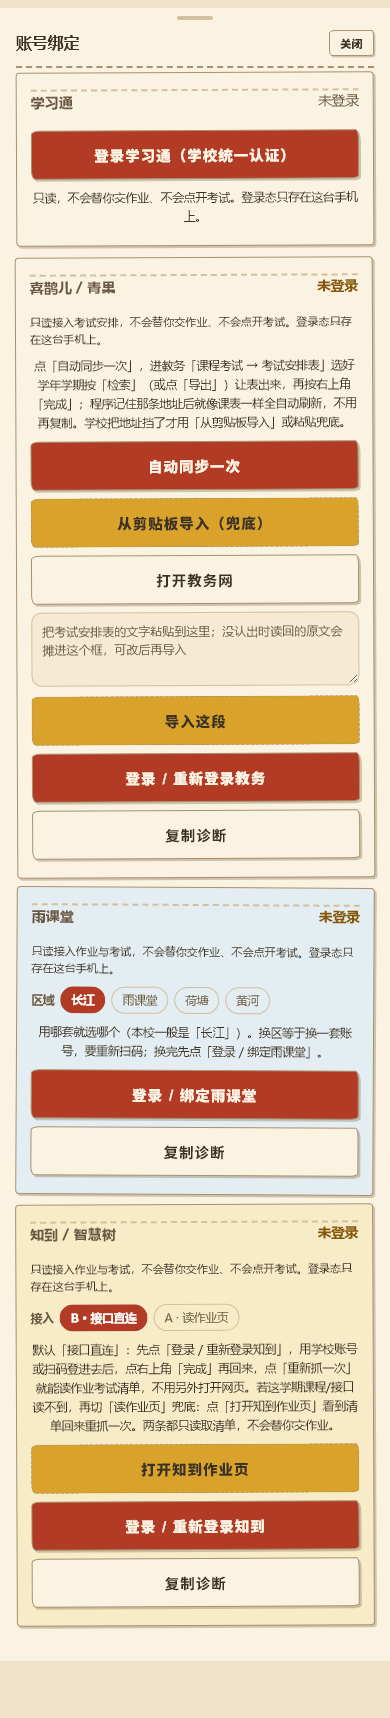 账号绑定
关闭
学习通
未登录
登录学习通（学校统一认证）
只读，不会替你交作业、不会点开考试。登录态只存在这台手机
上。
喜鹊儿 / 青果
未登录
只读接入考试安排，不会替你交作业、不会点开考试。登录态只存
在这台手机上。
点「自动同步一次」，进教务「课程考试 → 考试安排表」选好
学年学期按「检索」（或点「导出」）让表出来，再按右上角
「完成」；程序记住那条地址后就像课表一样全自动刷新，不用
再复制。学校把地址挡了才用「从剪贴板导入」或粘贴兜底。
自动同步一次
从剪贴板导入（兜底）
打开教务网
把考试安排表的文字粘贴到这里；没认出时读回的原文会
摊进这个框，可改后再导入
导入这段
登录 / 重新登录教务
复制诊断
雨课堂
未登录
只读接入作业与考试，不会替你交作业、不会点开考试。登录态只
存在这台手机上。
区域 长江 雨课堂 荷塘 黄河
用哪套就选哪个（本校一般是「长江」）。换区等于换一套账
号，要重新扫码；换完先点「登录 / 绑定雨课堂」。
登录 / 绑定雨课堂
复制诊断
知到 / 智慧树
未登录
只读接入作业与考试，不会替你交作业、不会点开考试。登录态只
存在这台手机上。
接入 B · 接口直连 A · 读作业页
默认「接口直连」：先点「登录 / 重新登录知到」，用学校账号
或扫码登进去后，点右上角「完成」再回来，点「重新抓一次」
就能读作业考试清单，不用另外打开网页。若这学期课程/接口
读不到，再切「读作业页」兜底：点「打开知到作业页」看到清
单回来重抓一次。两条都只读取清单，不会替你交作业。
打开知到作业页
登录 / 重新登录知到
复制诊断